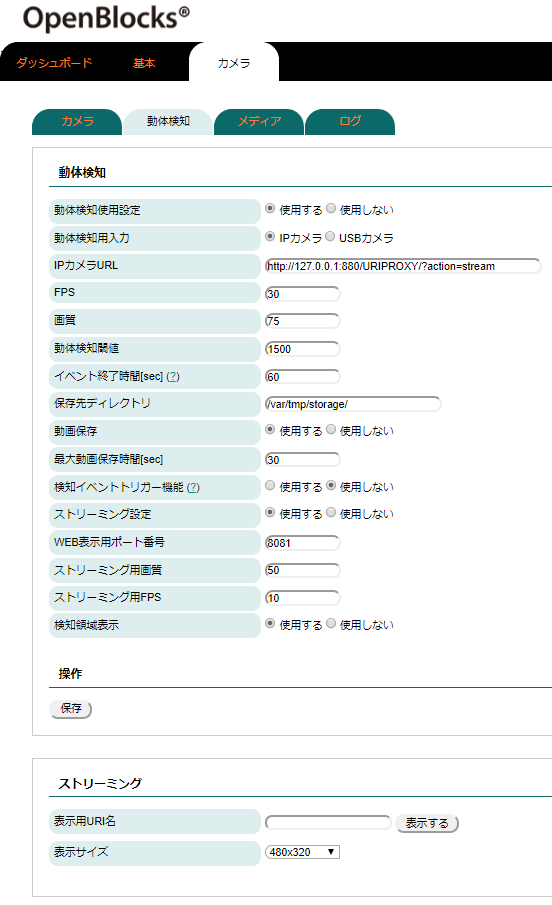 OpenBlocks®
ダッシュボード 基本 カメラ
カメラ 動体検知 メディア ログ
動体検知
動体検知使用設定 使用する 使用しない
動体検知用入力 IPカメラ USBカメラ
IPカメラURL http://127.0.0.1:880/URIPROXY/?action=stream
FPS 30
画質 75
動体検知閾値 1500
イベント終了時間[sec] (?) 60
保存先ディレクトリ /var/tmp/storage/
動画保存 使用する 使用しない
最大動画保存時間[sec] 30
検知イベントトリガー機能 (?) 使用する 使用しない
ストリーミング設定 使用する 使用しない
WEB表示用ポート番号 8081
ストリーミング用画質 50
ストリーミング用FPS 10
検知領域表示 使用する 使用しない
操作
保存
ストリーミング
表示用URI名 表示する
表示サイズ 480x320